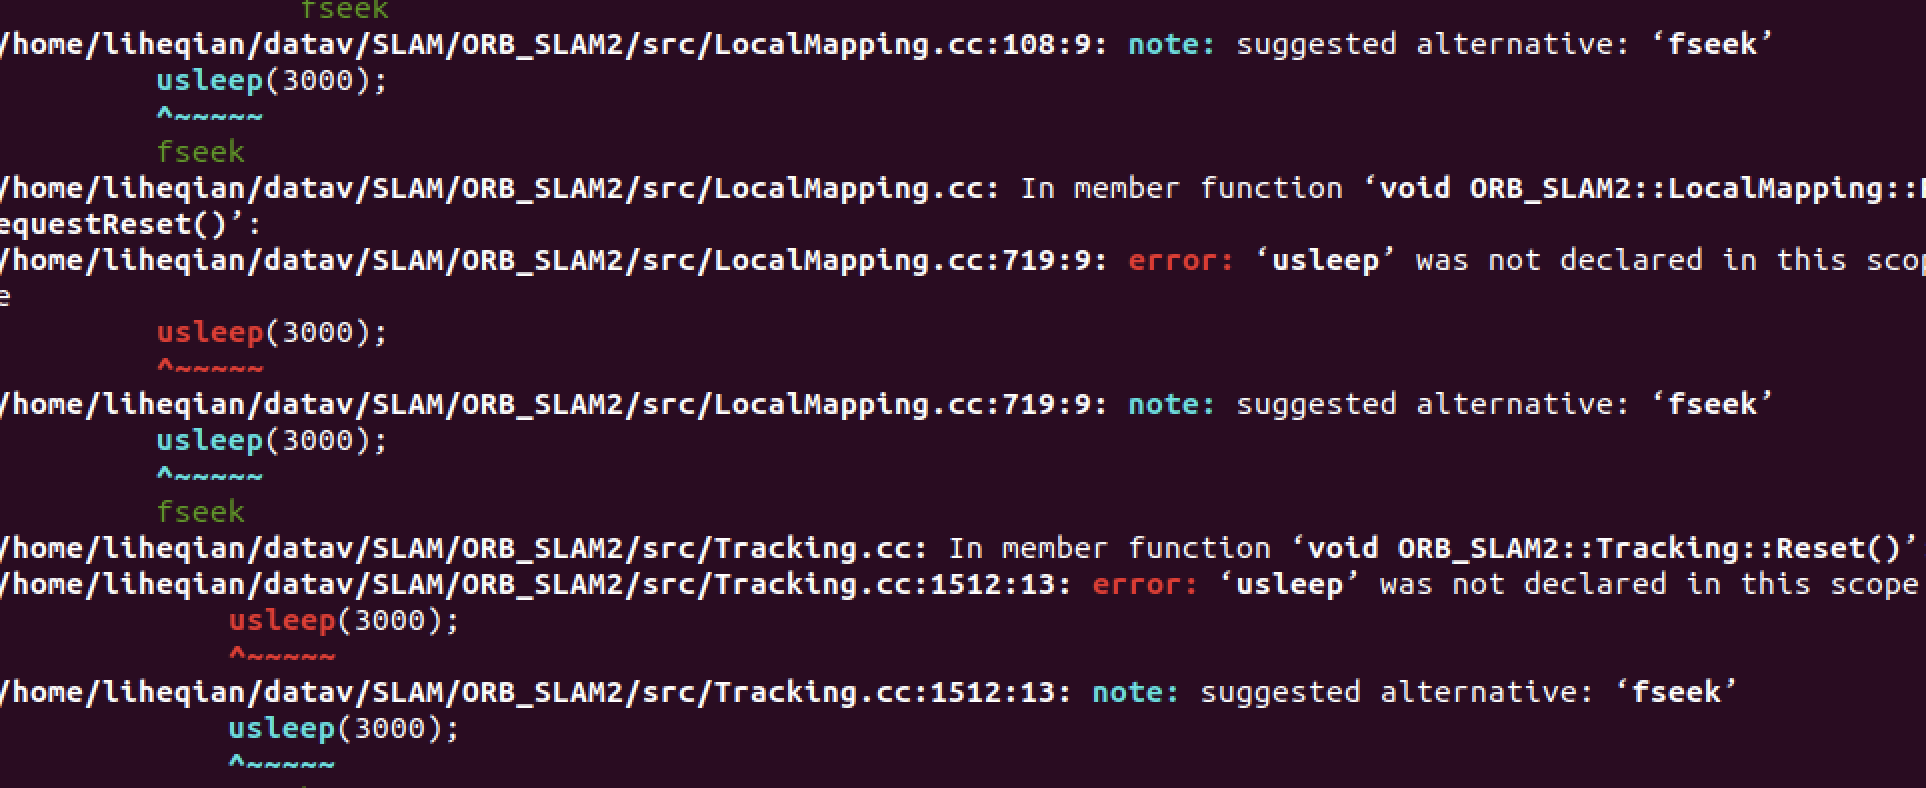 fseek
/home/liheqian/datav/SLAM/ORB_SLAM2/src/LocalMapping.cc:108:9: note: suggested alternative: ‘fseek’
usleep(3000);
^~~~~~
fseek
/home/liheqian/datav/SLAM/ORB_SLAM2/src/LocalMapping.cc: In member function ‘void ORB_SLAM2::LocalMapping::R
equestReset()’:
/home/liheqian/datav/SLAM/ORB_SLAM2/src/LocalMapping.cc:719:9: error: ‘usleep’ was not declared in this scop
e
usleep(3000);
^~~~~~
/home/liheqian/datav/SLAM/ORB_SLAM2/src/LocalMapping.cc:719:9: note: suggested alternative: ‘fseek’
usleep(3000);
^~~~~~
fseek
/home/liheqian/datav/SLAM/ORB_SLAM2/src/Tracking.cc: In member function ‘void ORB_SLAM2::Tracking::Reset()’
/home/liheqian/datav/SLAM/ORB_SLAM2/src/Tracking.cc:1512:13: error: ‘usleep’ was not declared in this scope
usleep(3000);
^~~~~~
/home/liheqian/datav/SLAM/ORB_SLAM2/src/Tracking.cc:1512:13: note: suggested alternative: ‘fseek’
usleep(3000);
^~~~~~